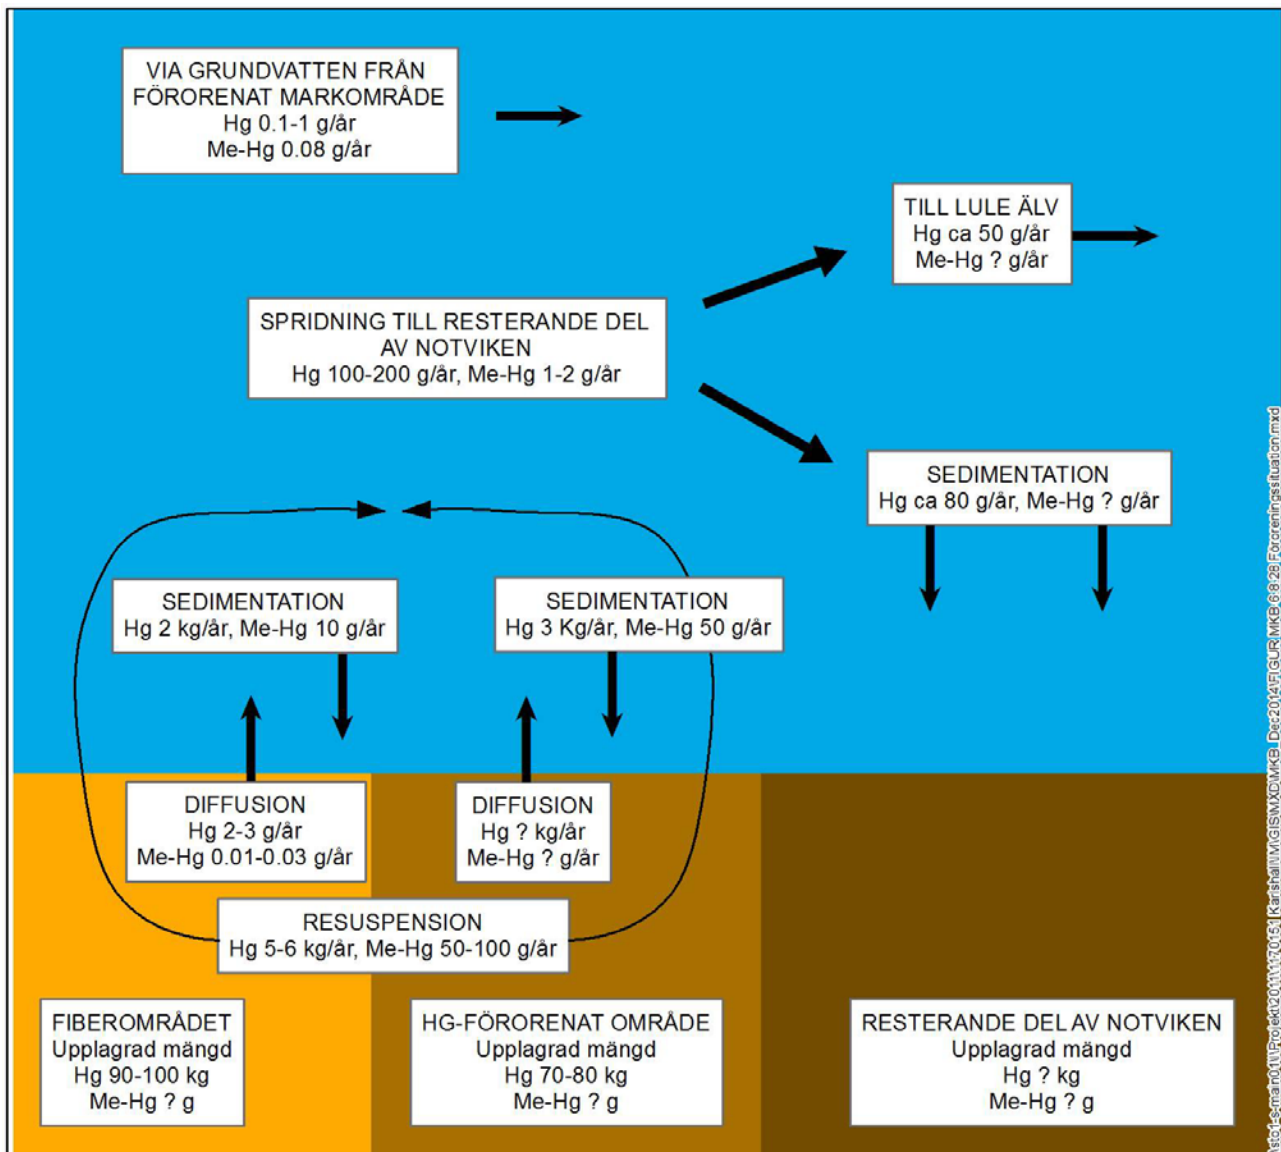 VIA GRUNDVATTEN FRÅN
FÖRORENAT MARKOMRÅDE
Hg 0.1-1 g/år
Me-Hg 0.08 g/år
TILL LULE ÄLV
Hg ca 50 g/år
Me-Hg ? g/år
SPRIDNING TILL RESTERANDE DEL
AV NOTVIKEN
Hg 100-200 g/år, Me-Hg 1-2 g/år
SEDIMENTATION
Hg ca 80 g/år, Me-Hg ? g/år
SEDIMENTATION
Hg 2 kg/år, Me-Hg 10 g/år
SEDIMENTATION
Hg 3 Kg/år, Me-Hg 50 g/år
DIFFUSION
Hg 2-3 g/år
Me-Hg 0.01-0.03 g/år
DIFFUSION
Hg ? kg/år
Me-Hg ? g/år
RESUSPENSION
Hg 5-6 kg/år, Me-Hg 50-100 g/år
FIBEROMRÅDET
Upplagrad mängd
Hg 90-100 kg
Me-Hg ? g
HG-FÖRORENAT OMRÅDE
Upplagrad mängd
Hg 70-80 kg
Me-Hg ? g
RESTERANDE DEL AV NOTVIKEN
Upplagrad mängd
Hg ? kg
Me-Hg ? g